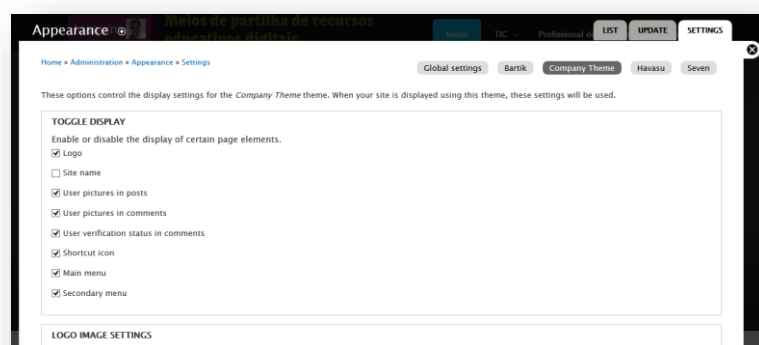 Meios de partilha de recursos
educativos digitais
Appearance
Início
TIC
Profissional d
LIST
UPDATE
SETTINGS
Home » Administration » Appearance » Settings
Global settings
Bartik
Company Theme
Havasu
Seven
These options control the display settings for the Company Theme theme. When your site is displayed using this theme, these settings will be used.
TOGGLE DISPLAY
Enable or disable the display of certain page elements.
Logo
Site name
User pictures in posts
User pictures in comments
User verification status in comments
Shortcut icon
Main menu
Secondary menu
LOGO IMAGE SETTINGS